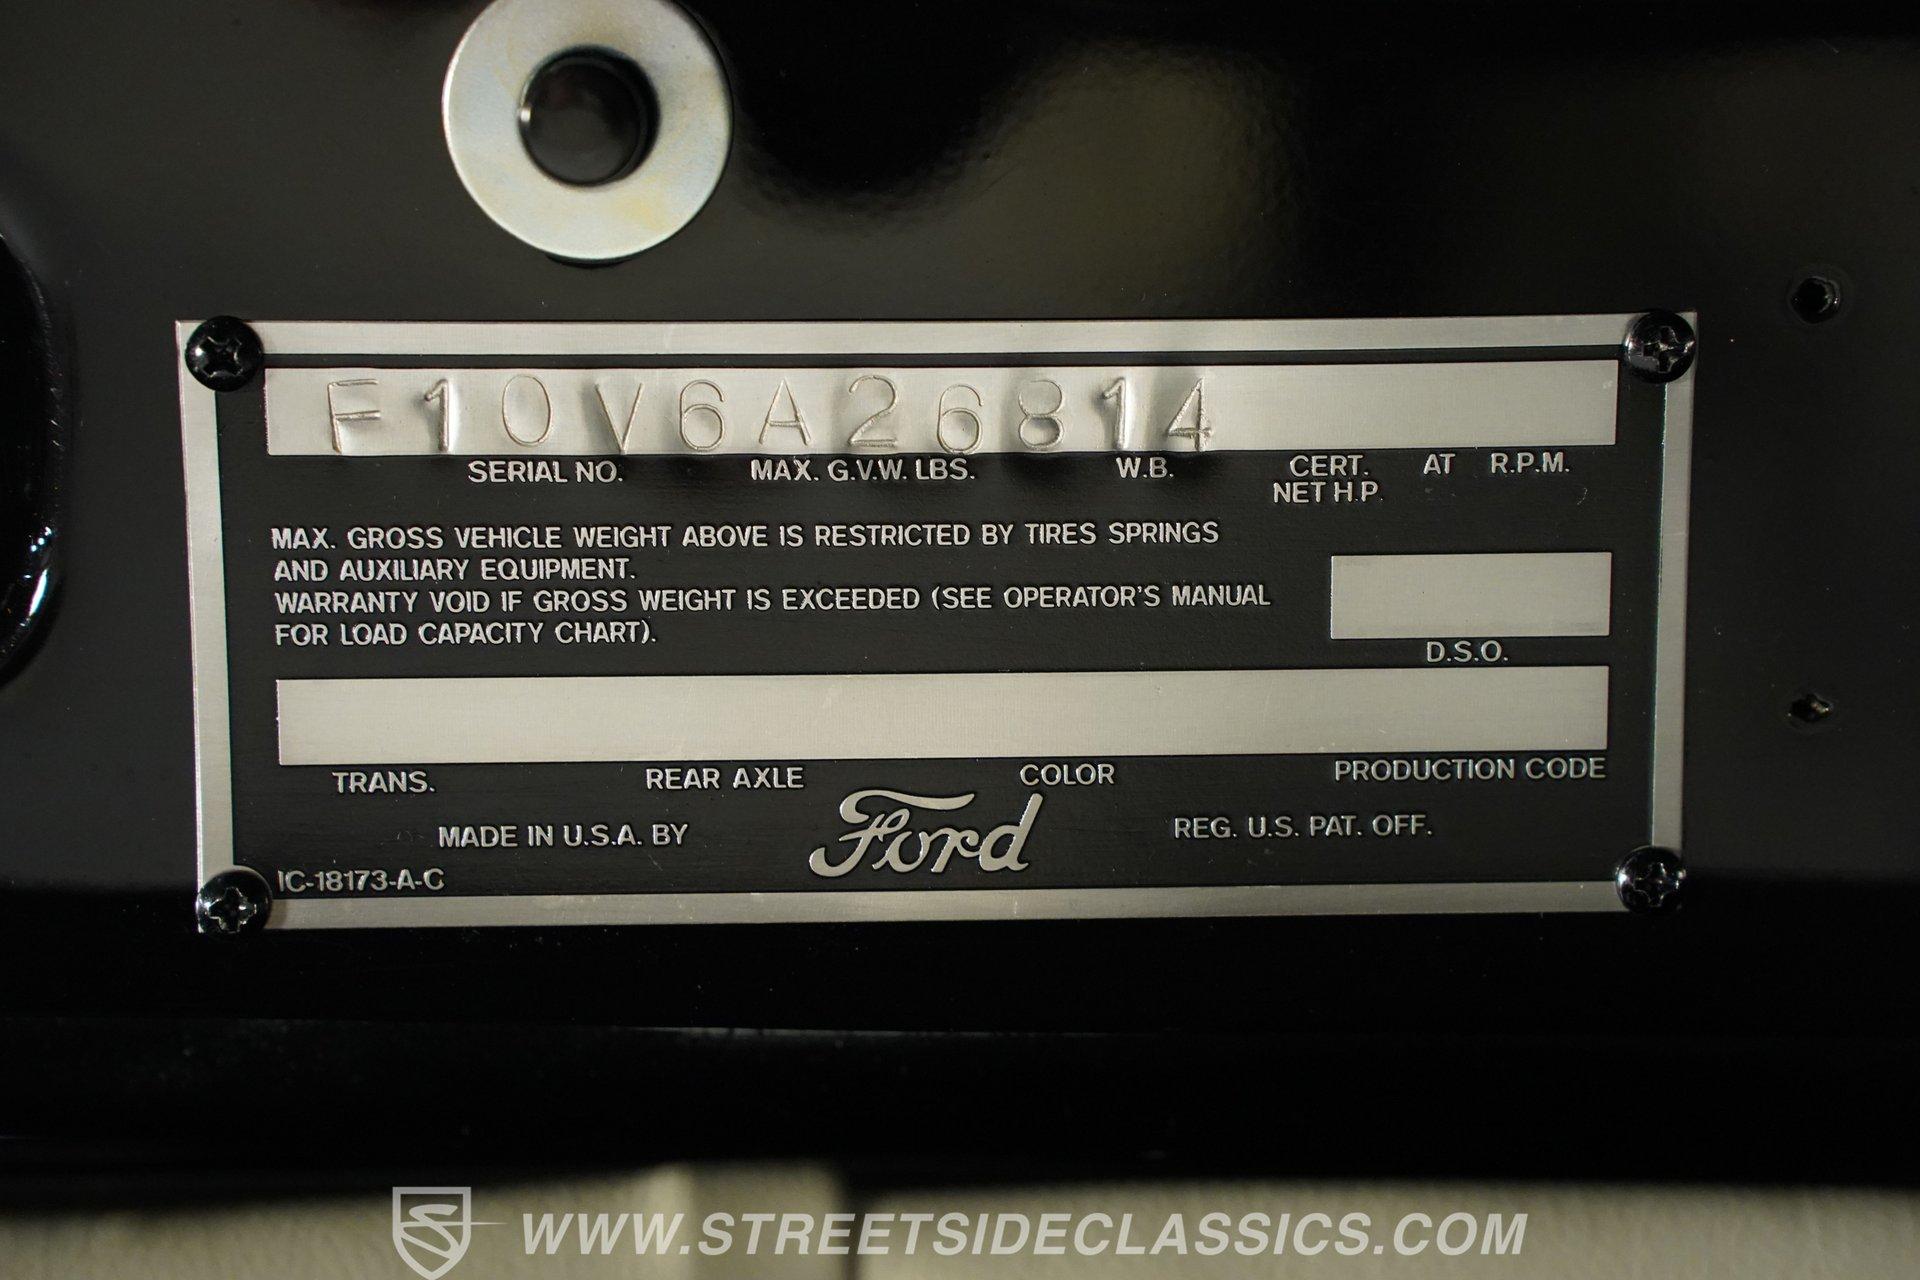 F10V6A26814
SERIAL NO. MAX. G.V.W. LBS. W.B. CERT. NET H.P. AT R.P.M.
MAX. GROSS VEHICLE WEIGHT ABOVE IS RESTRICTED BY TIRES SPRINGS
AND AUXILIARY EQUIPMENT.
WARRANTY VOID IF GROSS WEIGHT IS EXCEEDED (SEE OPERATOR'S MANUAL
FOR LOAD CAPACITY CHART).
D.S.O.
TRANS. REAR AXLE COLOR PRODUCTION CODE
MADE IN U.S.A. BY Ford REG. U.S. PAT. OFF.
IC-18173-A-C
WWW.STREETSIDECLASSICS.COM